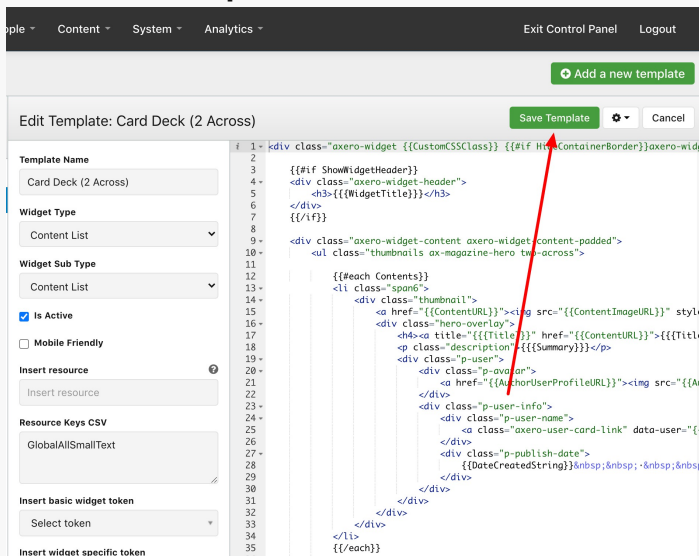 Content System Analytics Exit Control Panel Logout
Add a new template
Edit Template: Card Deck (2 Across)
Save Template Cancel
Template Name
Card Deck (2 Across)
Widget Type
Content List
Widget Sub Type
Content List
Is Active
Mobile Friendly
Insert resource
Insert resource
Resource Keys CSV
GlobalAllSmallText
Insert basic widget token
Select token
Insert widget specific token
i 1 <div class="axero-widget {{CustomCSSClass}} {{#if HideContainerBorder}}axero-widg
2
3 {{#if ShowWidgetHeader}}
4 <div class="axero-widget-header">
5 <h3>{{{WidgetTitle}}}</h3>
6 </div>
7 {{/if}}
8
9 <div class="axero-widget-content axero-widget-content-padded">
10 <ul class="thumbnails ax-magazine-hero two-across">
11
12 {{#each Contents}}
13 <li class="span6">
14 <div class="thumbnail">
15 <a href="{{ContentURL}}"><img src="{{ContentImageURL}}" style
16 <div class="hero-overlay">
17 <h4><a title="{{{Title}}}" href="{{ContentURL}}">{{{Title
18 <p class="description">{{{Summary}}}</p>
19 <div class="p-user">
20 <div class="p-avatar">
21 <a href="{{AuthorUserProfileURL}}"><img src="{{Au
22 </div>
23 <div class="p-user-info">
24 <div class="p-user-name">
25 <a class="axero-user-card-link" data-user="{
26 </div>
27 <div class="p-publish-date">
28 {{DateCreatedString}}&nbsp;&nbsp;·&nbsp;&nbsp
29 </div>
30 </div>
31 </div>
32 </div>
33 </div>
34 </li>
35 {{/each}}